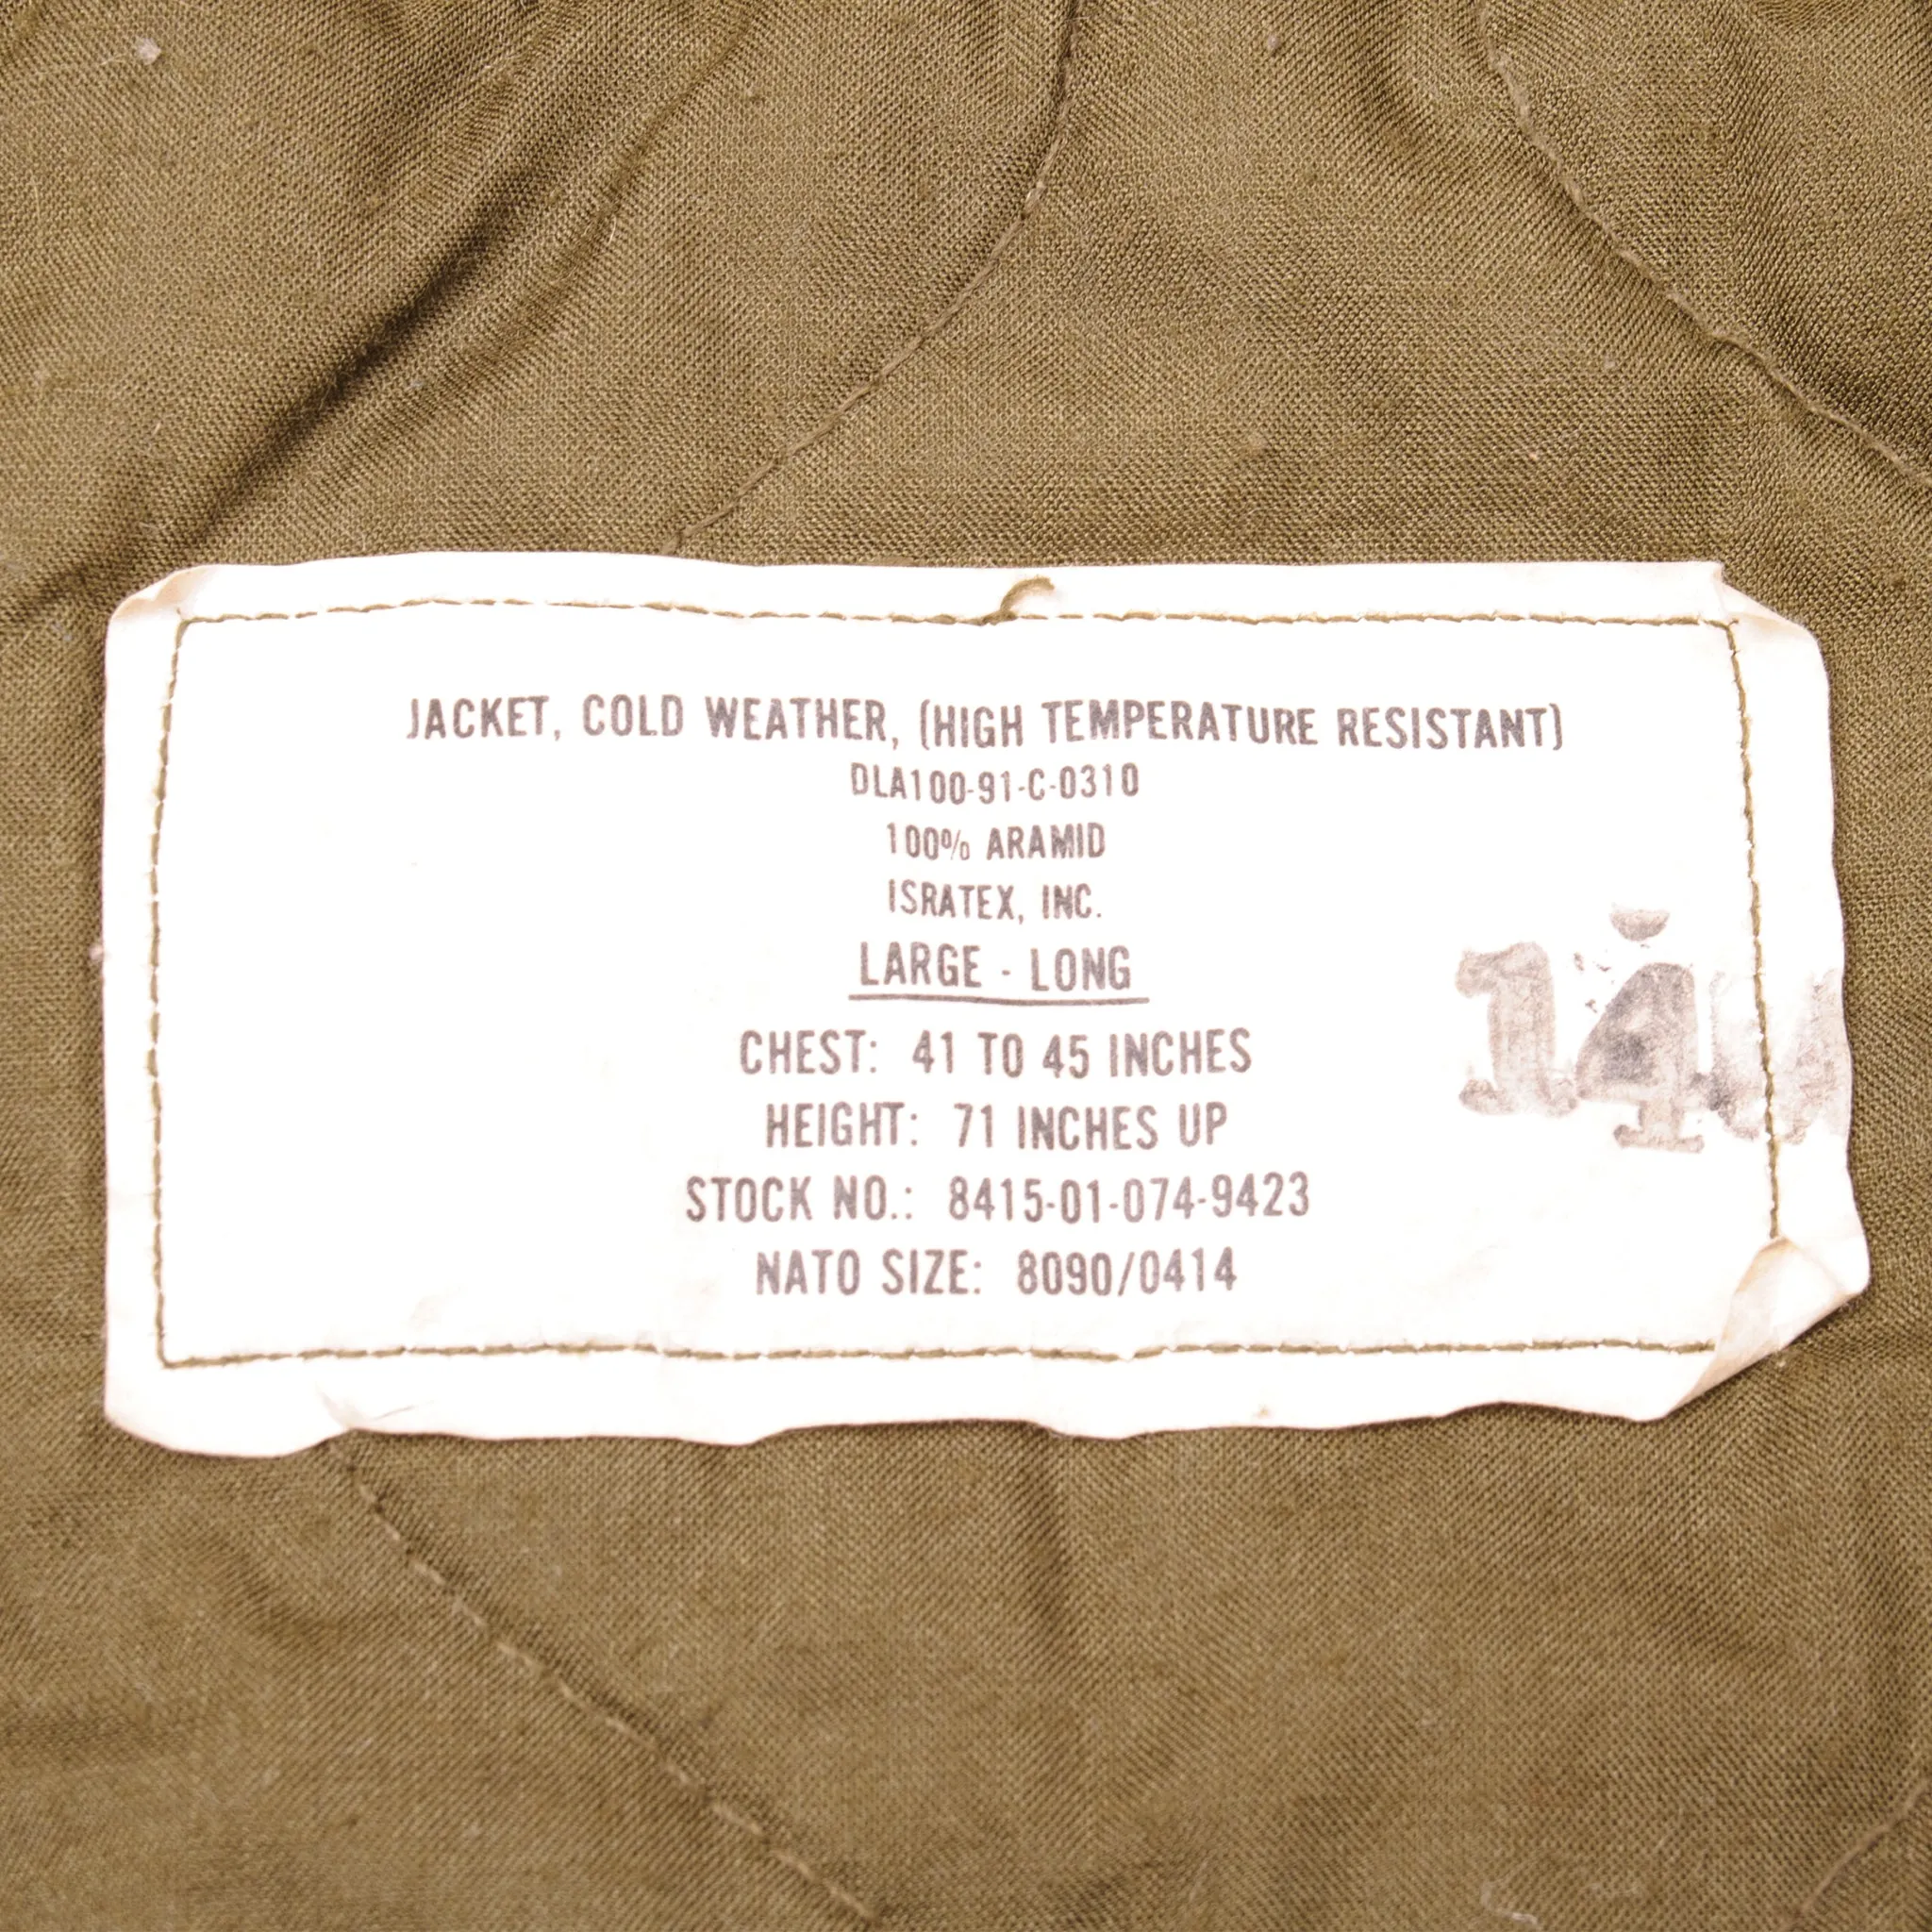 JACKET, COLD WEATHER, (HIGH TEMPERATURE RESISTANT)
DLA100-91-C-0310
100% ARAMID
ISRATEX, INC.
LARGE - LONG
CHEST: 41 TO 45 INCHES
HEIGHT: 71 INCHES UP
STOCK NO.: 8415-01-074-9423
NATO SIZE: 8090/0414